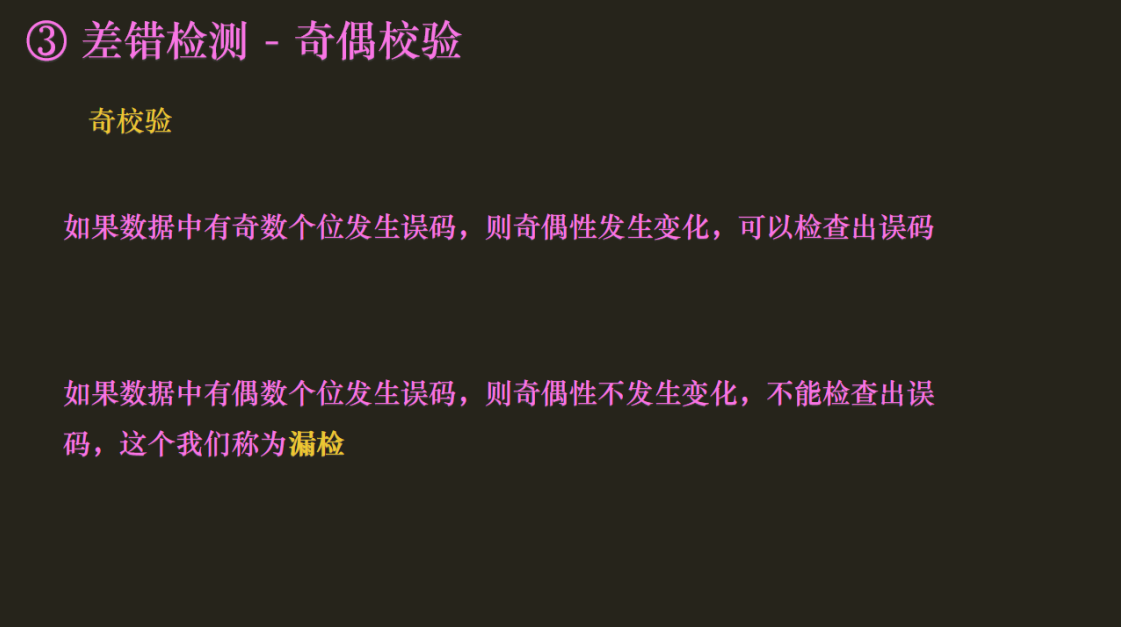 ③ 差错检测 - 奇偶校验
奇校验
如果数据中有奇数个位发生误码，则奇偶性发生变化，可以检查出误码
如果数据中有偶数个位发生误码，则奇偶性不发生变化，不能检查出误
码，这个我们称为漏检